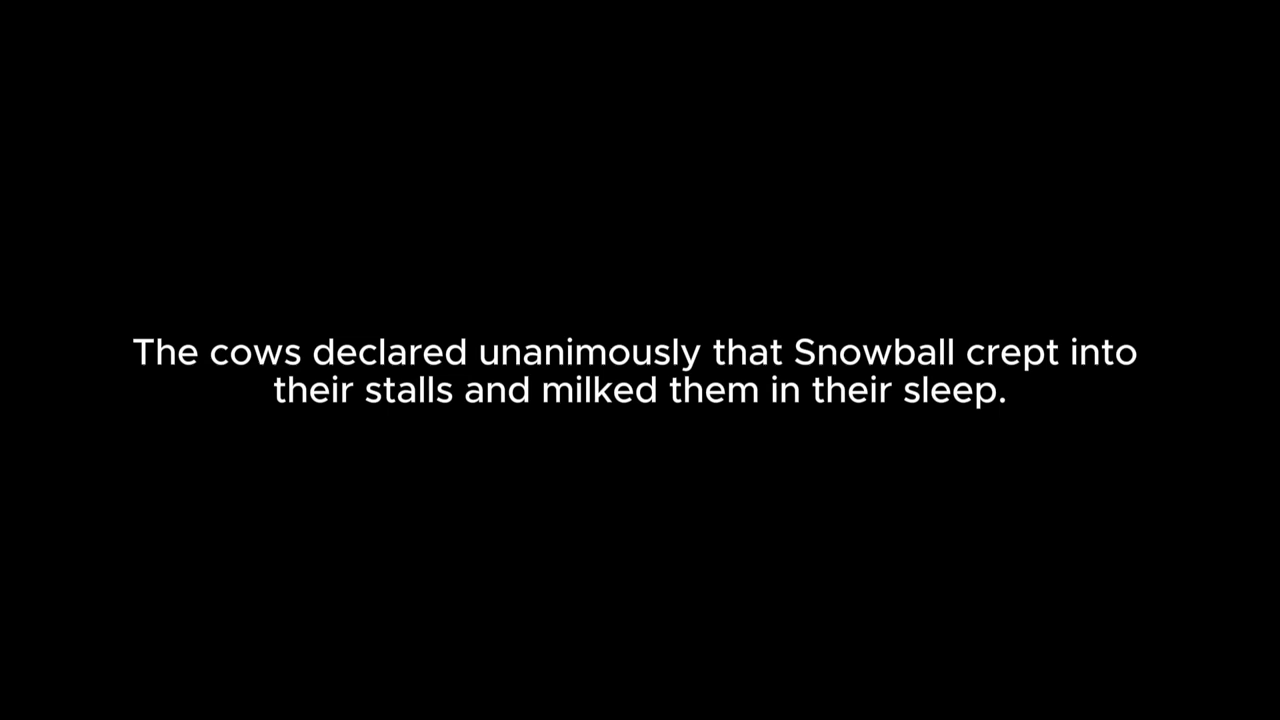 The cows declared unanimously that Snowball crept into
their stalls and milked them in their sleep.